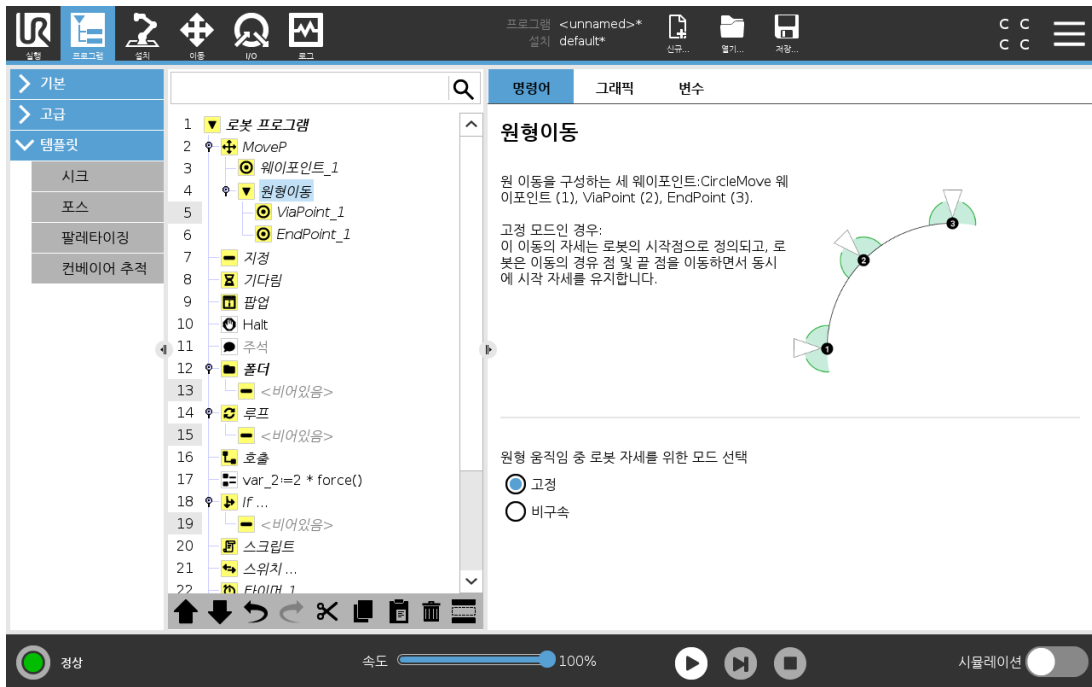 UR
실행
프로그램
설치
이동
I/O
로그
프로그램 <unnamed>*
설치 default*
신규...
열기...
저장...
C C
C C
기본
고급
템플릿
시크
포스
팔레타이징
컨베이어 추적
1 로봇 프로그램
2 MoveP
3 웨이포인트_1
4 원형이동
5 ViaPoint_1
6 EndPoint_1
7 지정
8 기다림
9 팝업
10 Halt
11 주석
12 폴더
13 <비어있음>
14 루프
15 <비어있음>
16 호출
17 var_2:=2 * force()
18 If ...
19 <비어있음>
20 스크립트
21 스위치 ...
22 타이머_1
명령어
그래픽
변수
원형이동
원 이동을 구성하는 세 웨이포인트:CircleMove 웨
이포인트 (1), ViaPoint (2), EndPoint (3).
고정 모드인 경우:
이 이동의 자세는 로봇의 시작점으로 정의되고, 로
봇은 이동의 경유 점 및 끝 점을 이동하면서 동시
에 시작 자세를 유지합니다.
3
2
1
원형 움직임 중 로봇 자세를 위한 모드 선택
고정
비구속
정상
속도
100%
시뮬레이션